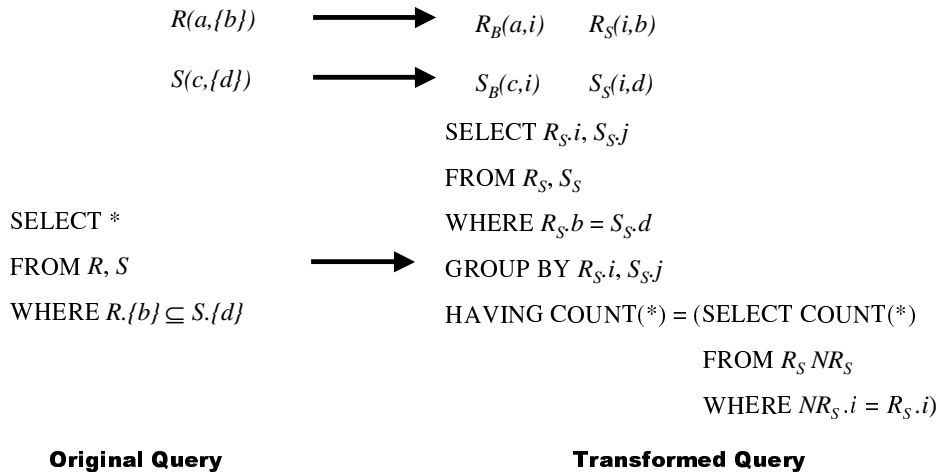 R(a,{b}) R_B(a,i) R_S(i,b)
S(c,{d}) S_B(c,i) S_S(i,d)
SELECT *
FROM R, S
WHERE R.{b} ⊆ S.{d}
SELECT R_S.i, S_S.j
FROM R_S, S_S
WHERE R_S.b = S_S.d
GROUP BY R_S.i, S_S.j
HAVING COUNT(*) = (SELECT COUNT(*)
FROM R_S NR_S
WHERE NR_S.i = R_S.i)
Original Query
Transformed Query